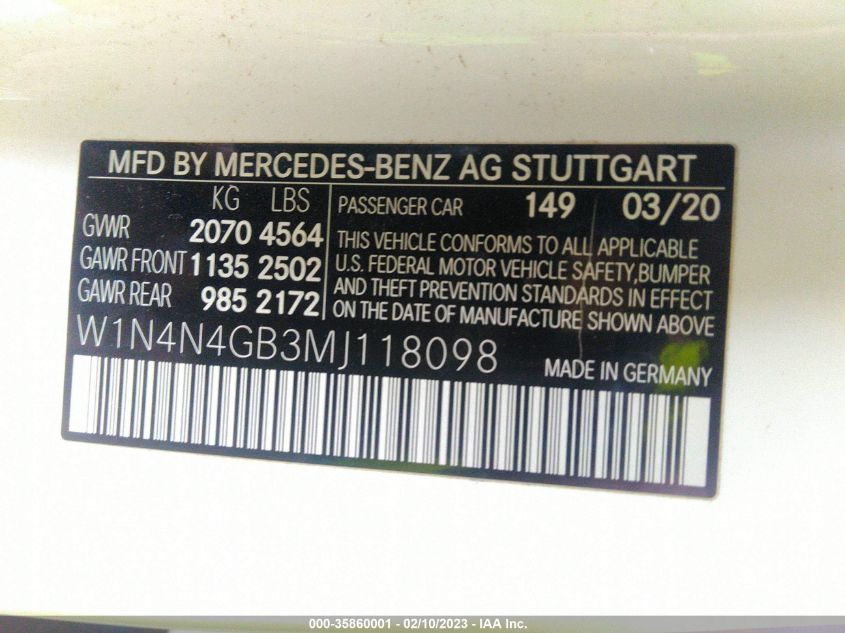 MFD BY MERCEDES-BENZ AG STUTTGART
KG LBS
GVWR 2070 4564
GAWR FRONT 1135 2502
GAWR REAR 985 2172
PASSENGER CAR 149 03/20
THIS VEHICLE CONFORMS TO ALL APPLICABLE
U.S. FEDERAL MOTOR VEHICLE SAFETY,BUMPER
AND THEFT PREVENTION STANDARDS IN EFFECT
ON THE DATE OF MANUFACTURE SHOWN ABOVE
W1N4N4GB3MJ118098
MADE IN GERMANY
000-35860001 - 02/10/2023 - IAA Inc.